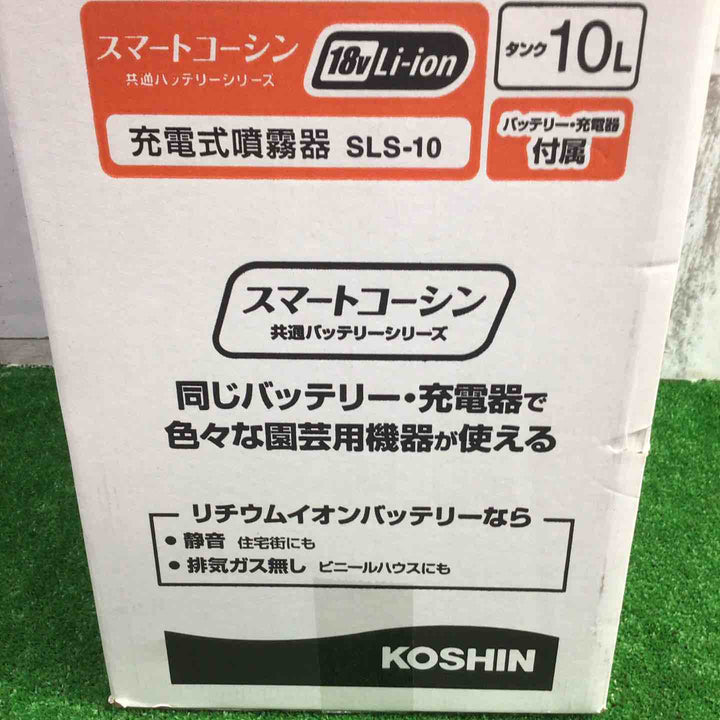 スマートコーシン
共通バッテリーシリーズ
18v Li-ion
タンク 10L
充電式噴霧器 SLS-10
バッテリー・充電器
付属
スマートコーシン
共通バッテリーシリーズ
同じバッテリー・充電器で
色々な園芸用機器が使える
リチウムイオンバッテリーなら
• 静音 住宅街にも
• 排気ガス無し ビニールハウスにも
KOSHIN